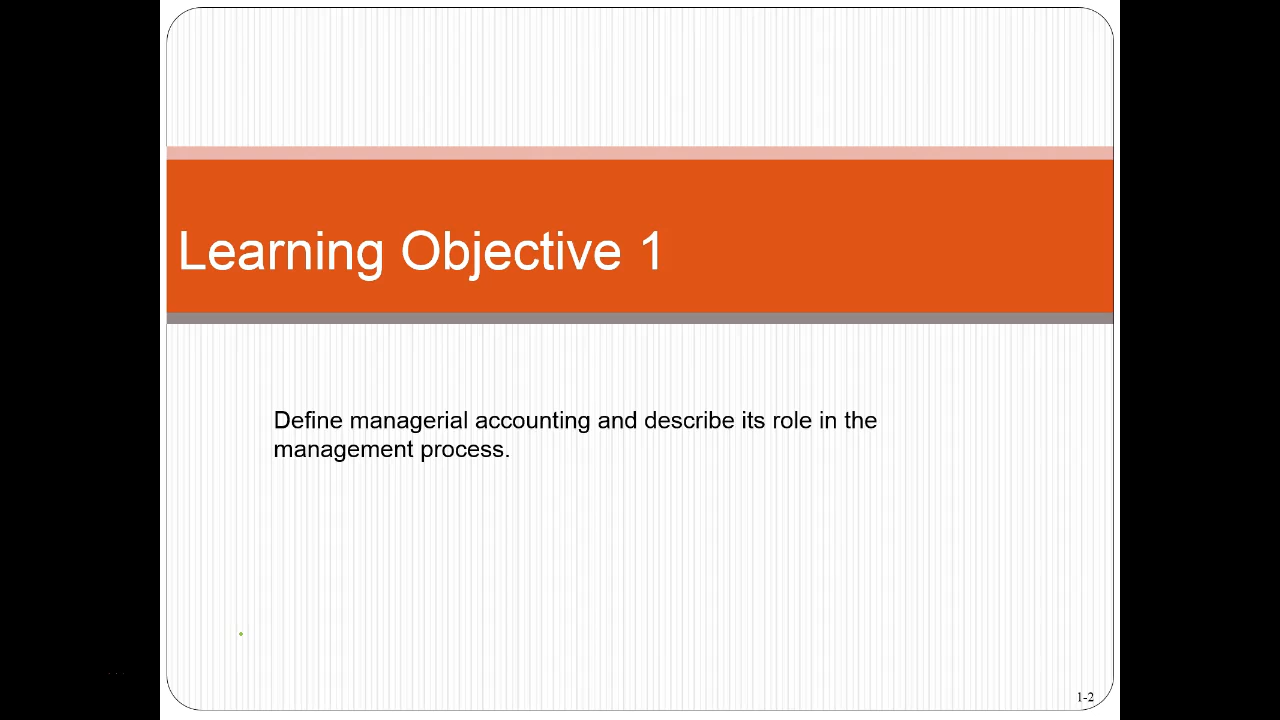 Learning Objective 1
Define managerial accounting and describe its role in the
management process.
1-2